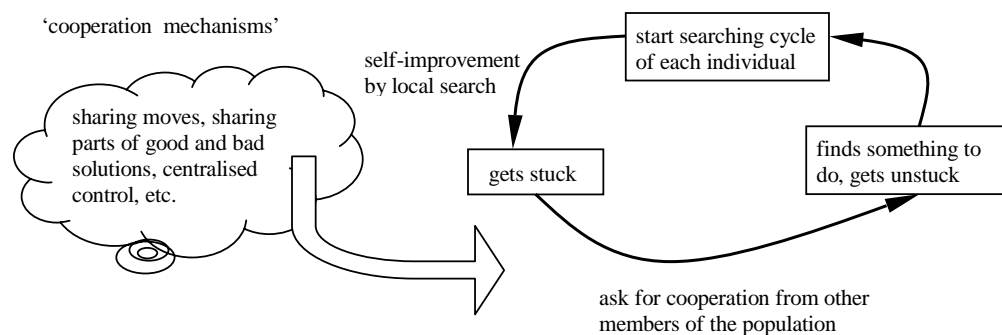 ‘cooperation mechanisms’
sharing moves, sharing
parts of good and bad
solutions, centralised
control, etc.
self-improvement
by local search
start searching cycle
of each individual
gets stuck
finds something to
do, gets unstuck
ask for cooperation from other
members of the population